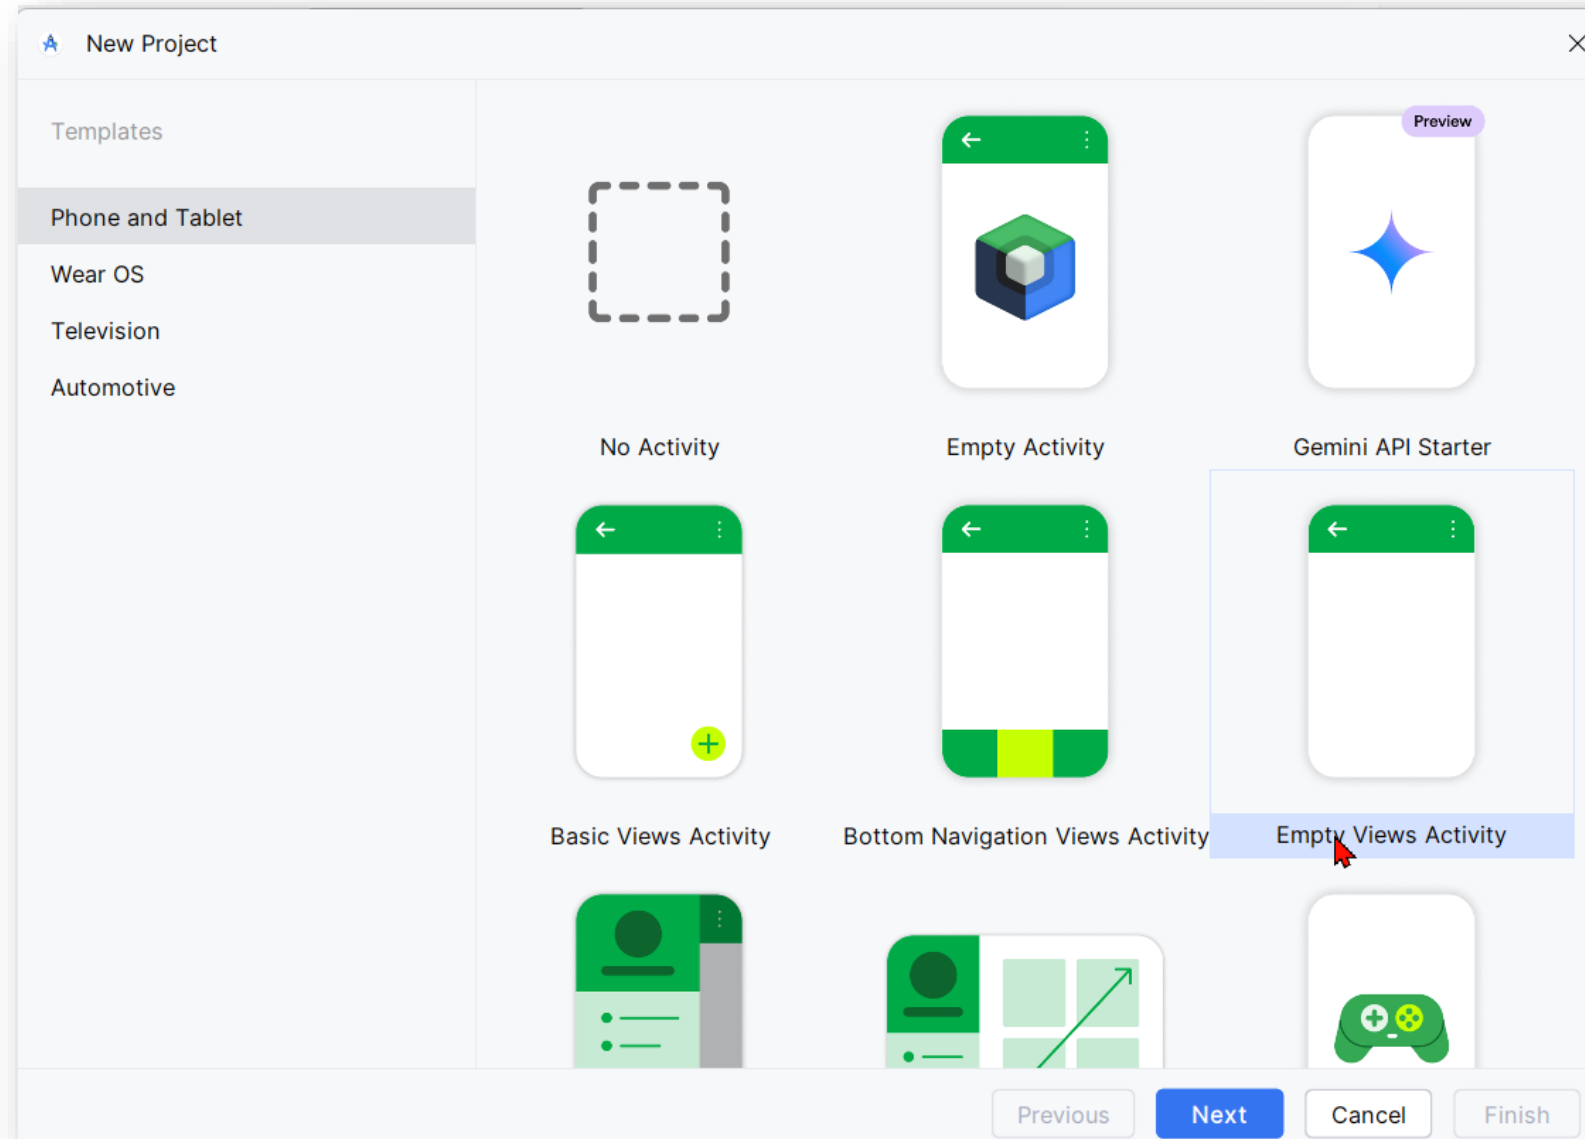 New Project
Templates
Phone and Tablet
Wear OS
Television
Automotive
Preview
No Activity
Empty Activity
Gemini API Starter
Basic Views Activity
Bottom Navigation Views Activity
Empty Views Activity
Previous
Next
Cancel
Finish